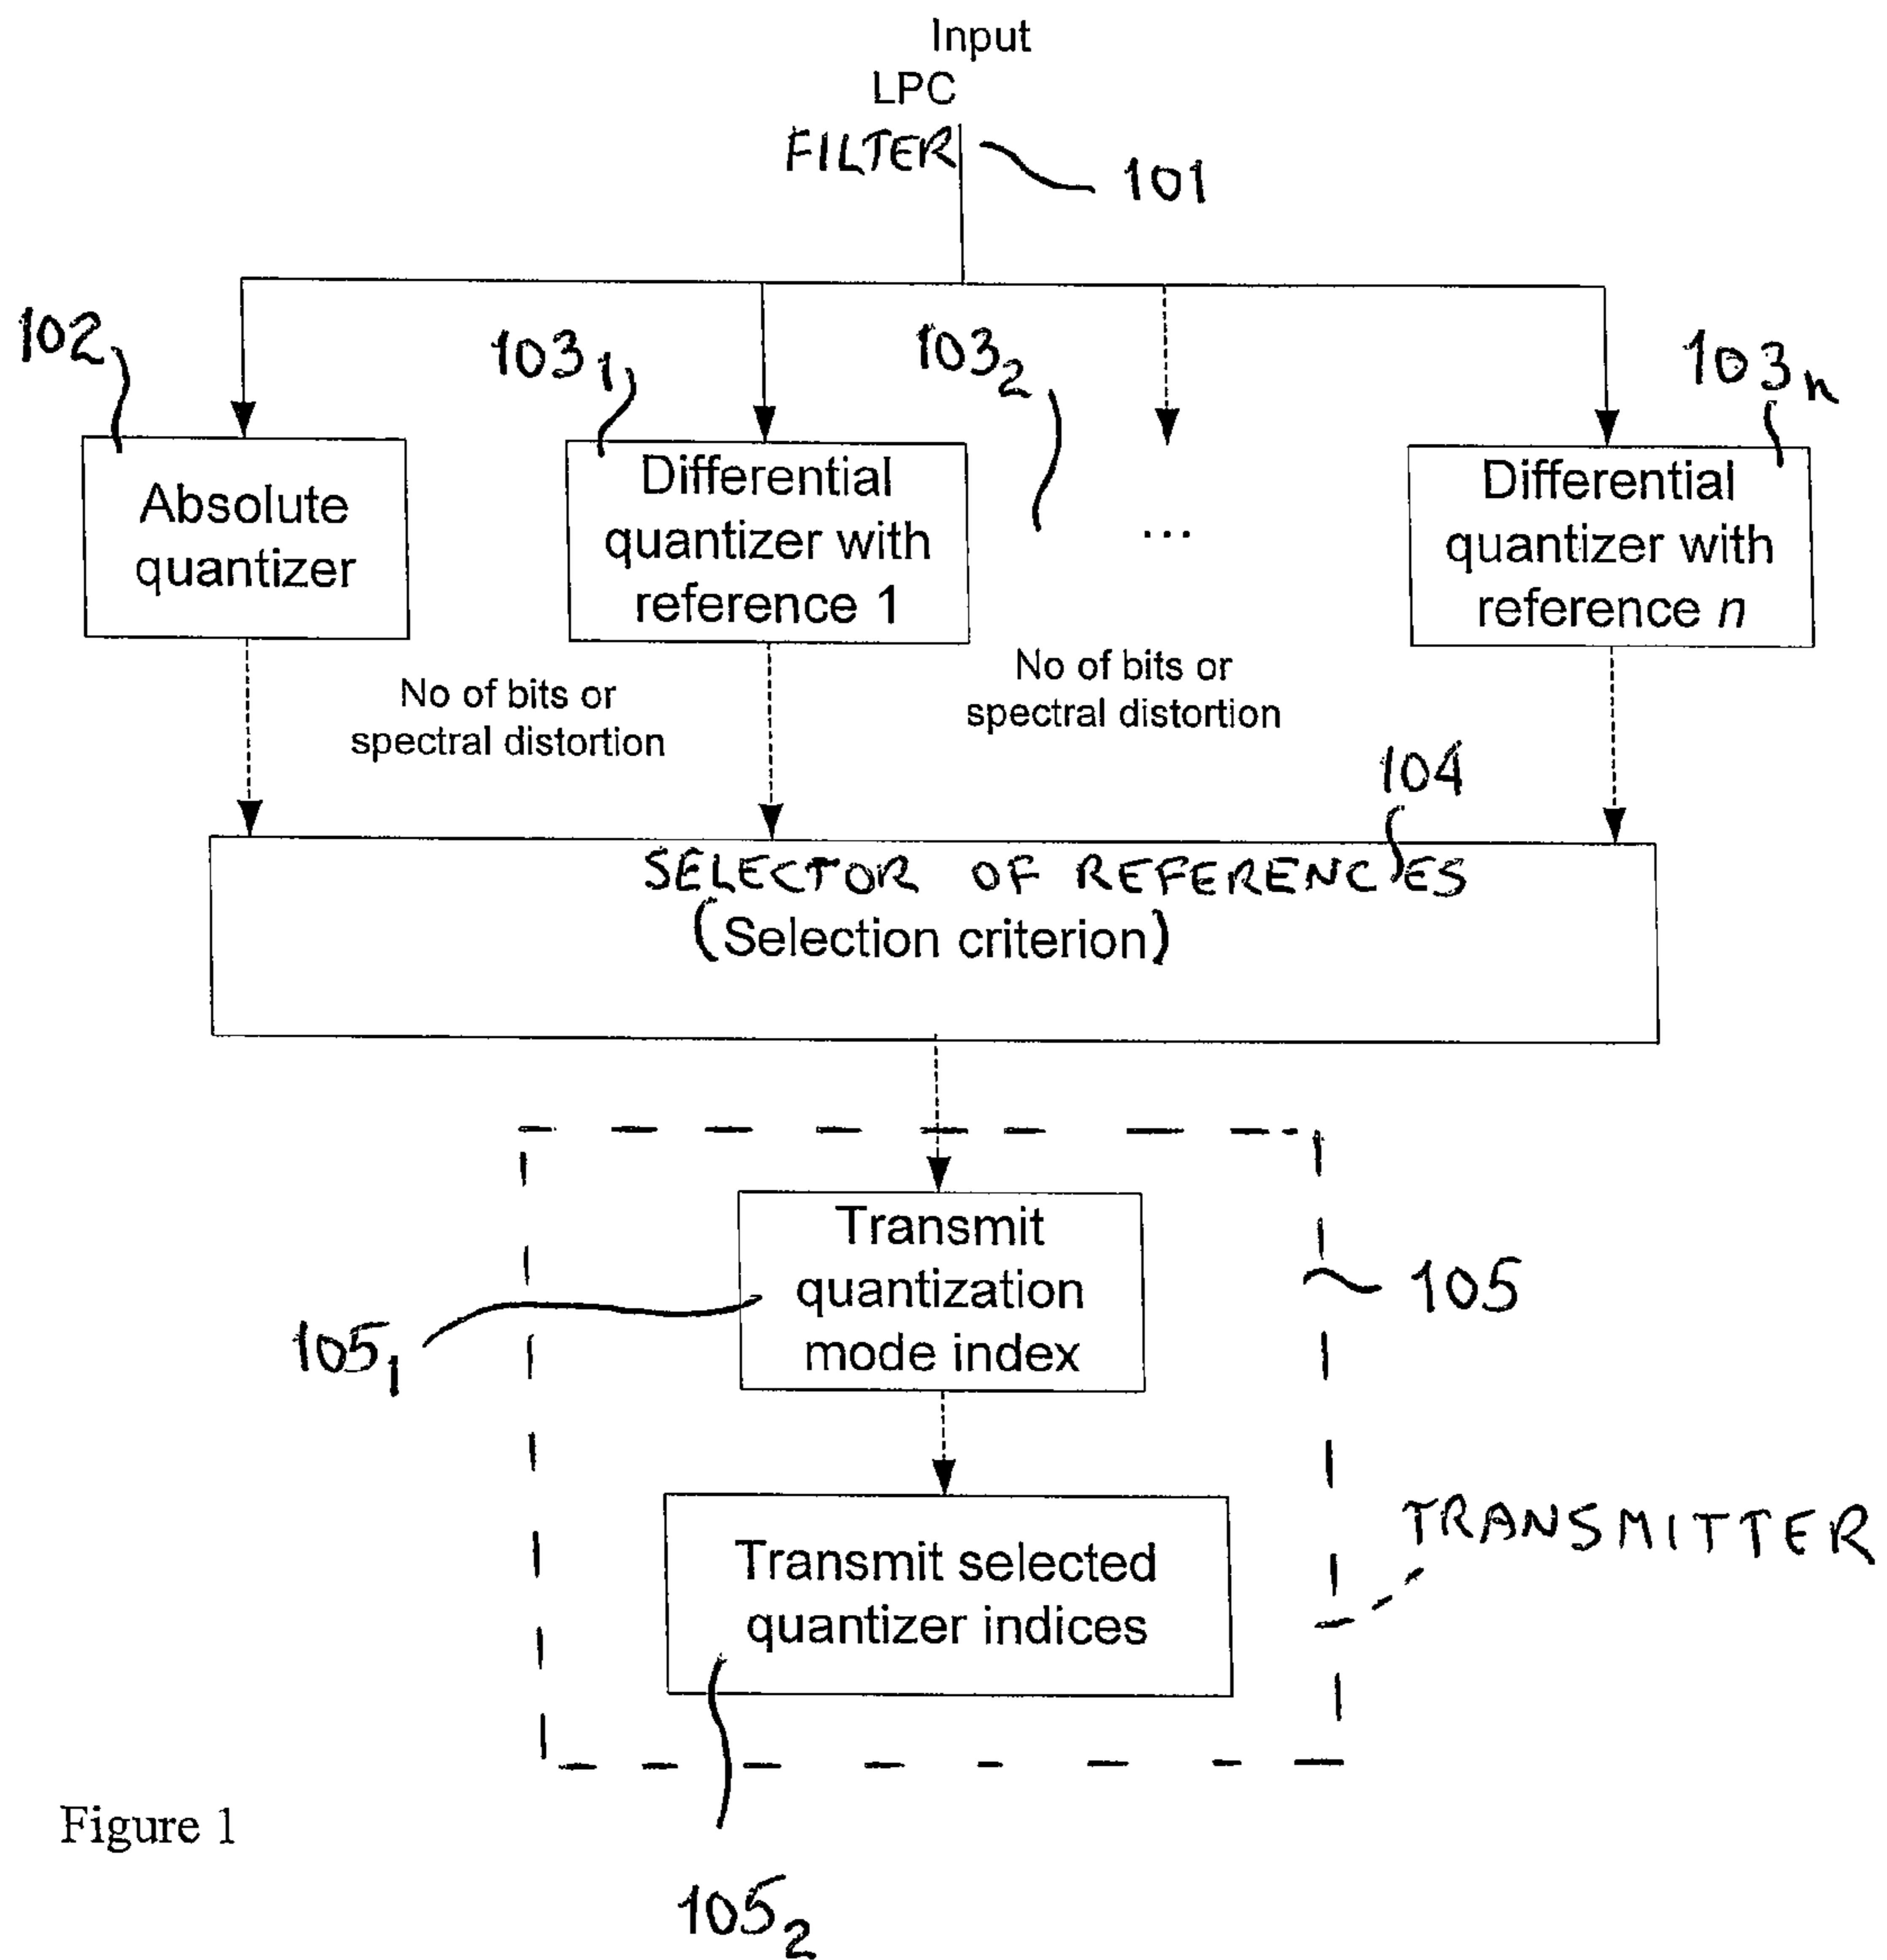 Input
LPC
FILTER
101
102
103₁
103₂
103ₙ
Absolute
quantizer
Differential
quantizer with
reference 1
...
Differential
quantizer with
reference n
No of bits or
spectral distortion
No of bits or
spectral distortion
104
SELECTOR OF REFERENCES
(Selection criterion)
Transmit
quantization
mode index
105
105₁
Transmit selected
quantizer indices
TRANSMITTER
Figure 1
105₂